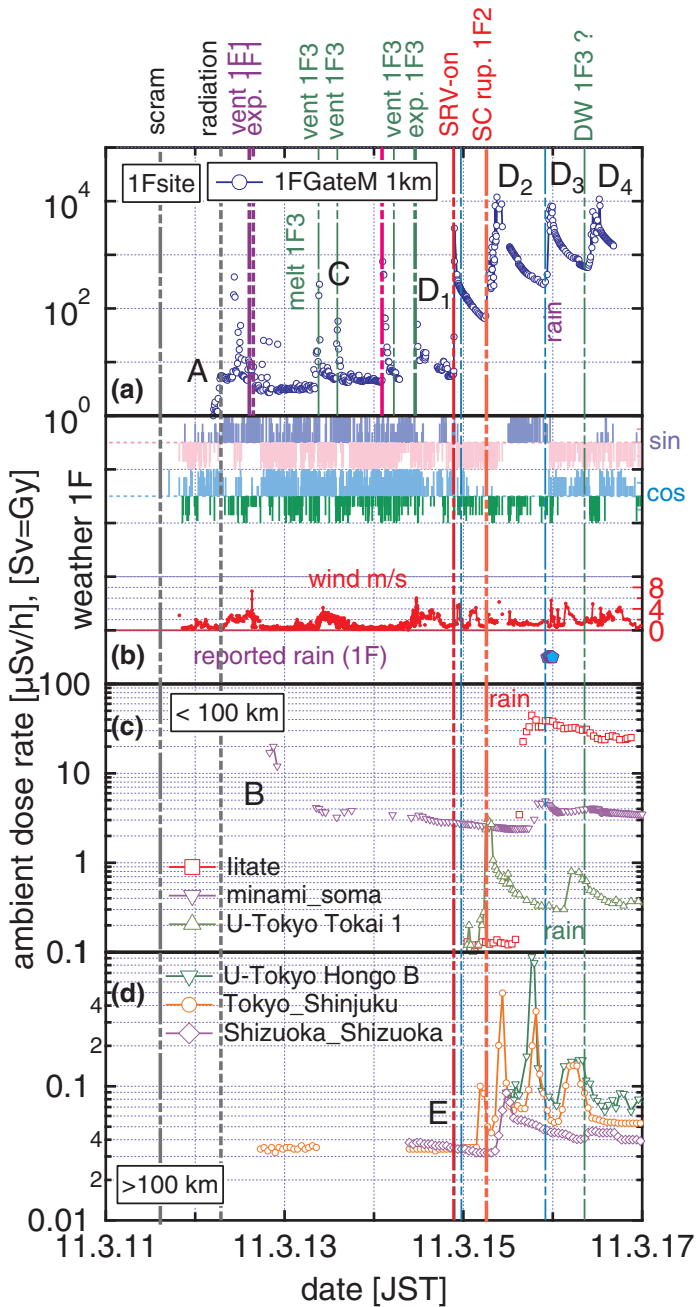 scram
radiation
vent 1F1
exp. 1F1
vent 1F3
vent 1F3
vent 1F3
exp. 1F3
SRV-on
SC rup. 1F2
DW 1F3 ?
1Fsite
1FGateM 1km
D2
D3
D4
10^4
melt 1F3
C
D1
10^2
rain
A
(a)
10^0
sin
cos
weather 1F
wind m/s
8
4
0
(b)
reported rain (1F)
100
(c)
< 100 km
rain
10
B
1
Iitate
minami_soma
U-Tokyo Tokai 1
rain
0.1
(d)
U-Tokyo Hongo B
4
Tokyo_Shinjuku
2
Shizuoka_Shizuoka
0.1
E
4
2
>100 km
0.01
11.3.11
11.3.13
11.3.15
11.3.17
date [JST]
ambient dose rate [µSv/h], [Sv=Gy]